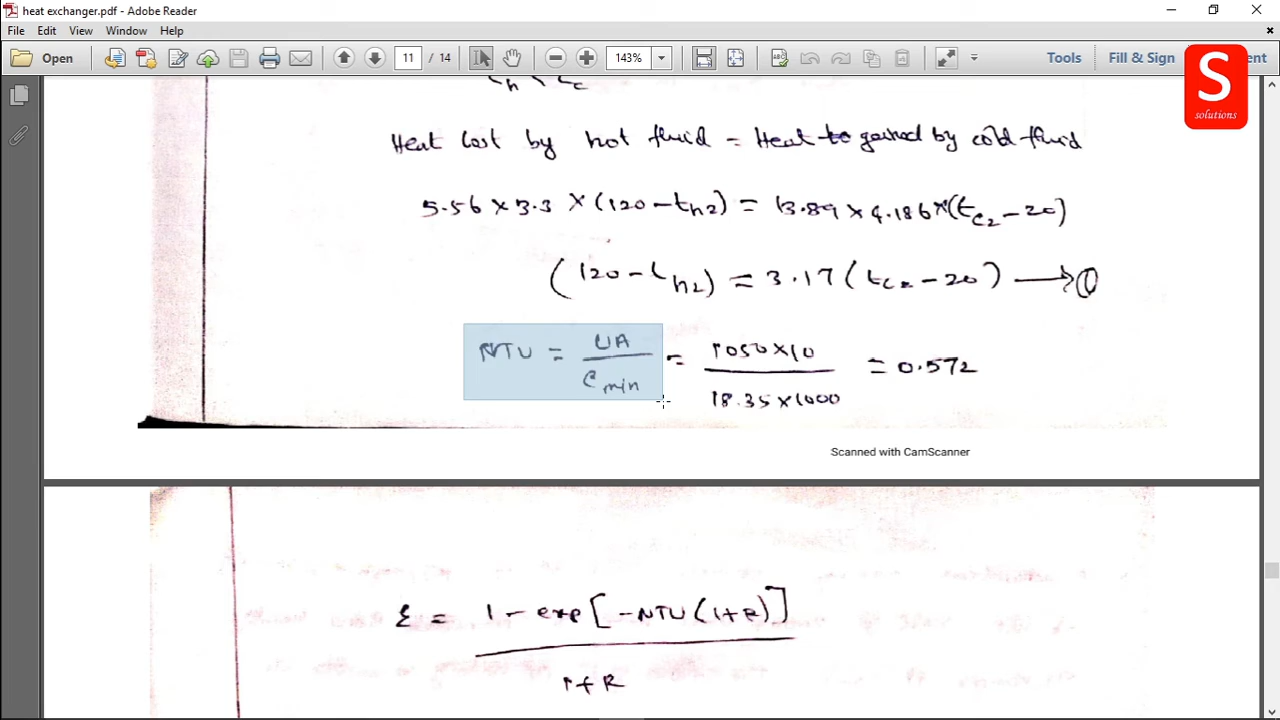 heat exchanger.pdf - Adobe Reader
File Edit View Window Help
Open 11 / 14 143% Tools Fill & Sign
S
solutions
Heat lost by hot fluid = Heat to gained by cold fluid
5.56 x 3.3 x (120 - th2) = 13.89 x 4.186 x (tc2 - 20)
(120 - th2) = 3.17 (tc2 - 20) → ①
NTU = UA / Cmin = 1050 x 10 / 18.35 x 1000 = 0.572
Scanned with CamScanner
ε = 1 - exp[-NTU(1+R)] / 1+R